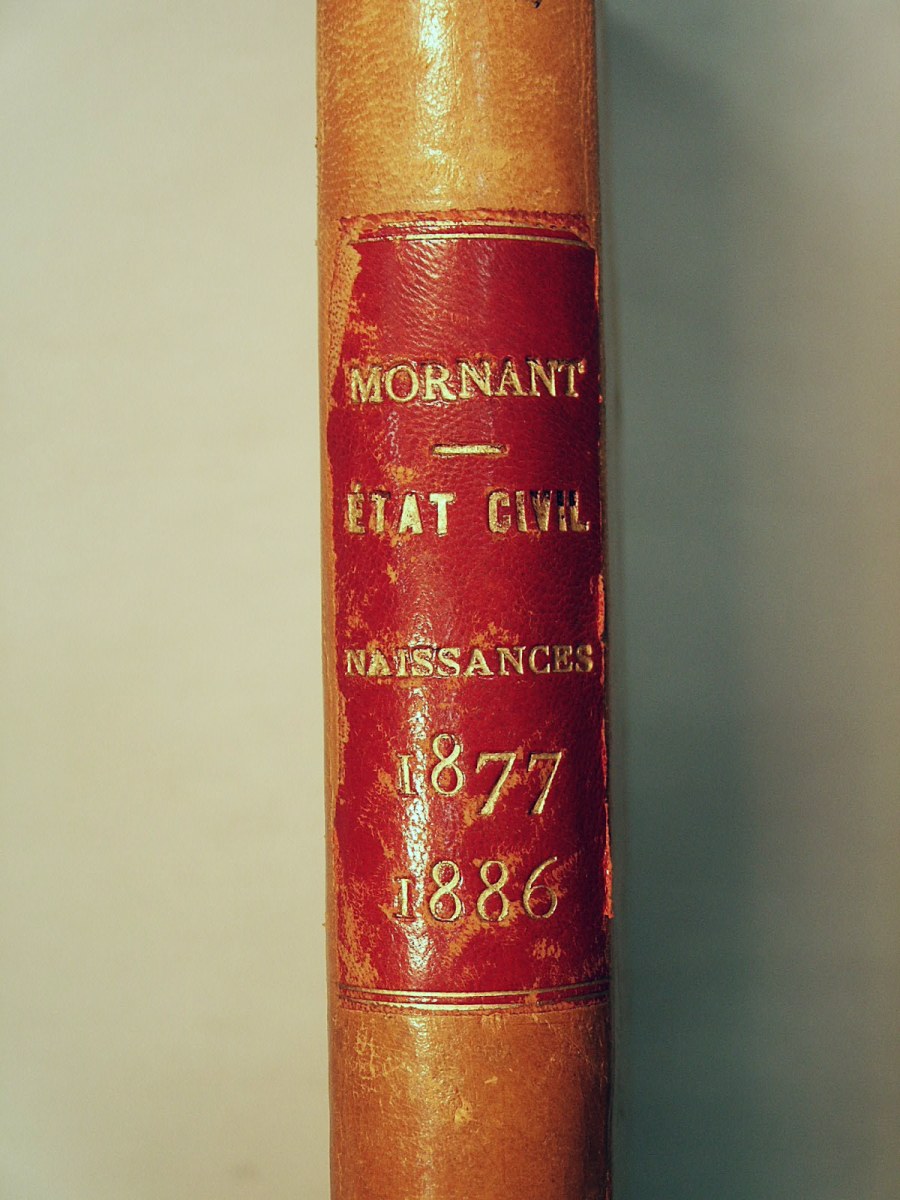 MORNANT
ÉTAT CIVIL
NAISSANCES
1877
1886